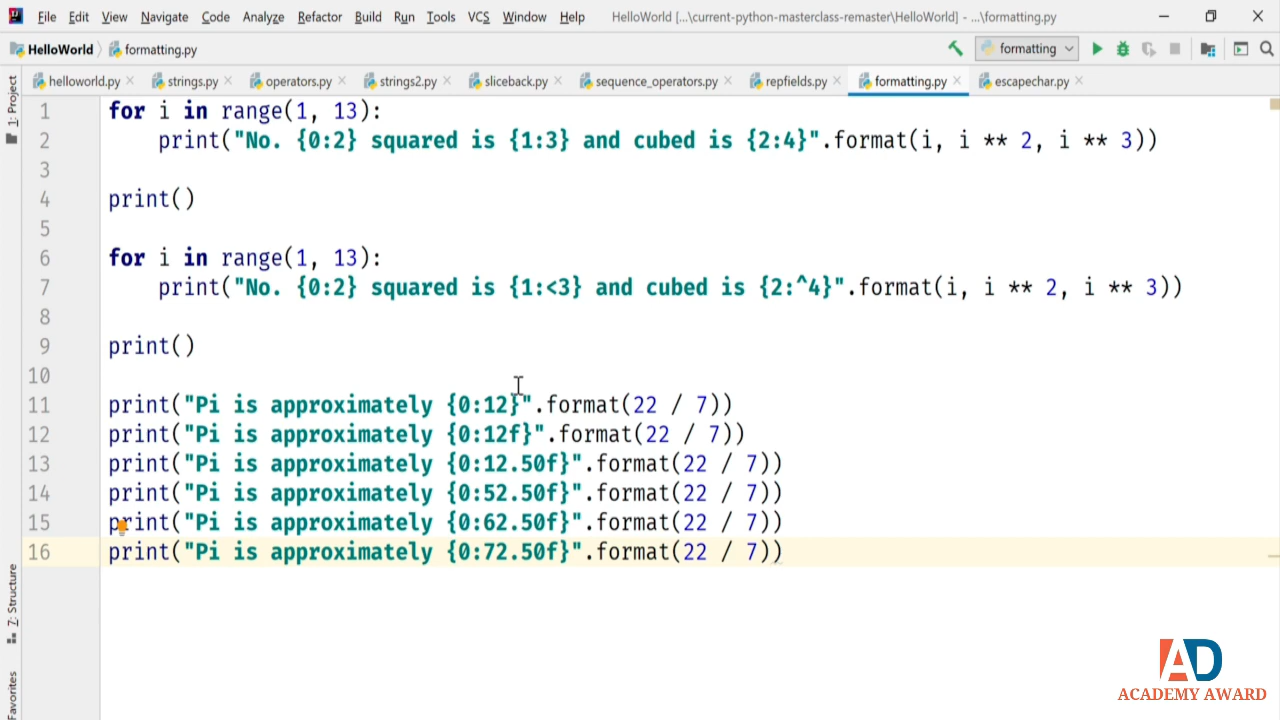 File Edit View Navigate Code Analyze Refactor Build Run Tools VCS Window Help HelloWorld [...\current-python-masterclass-remaster\HelloWorld] - ...\formatting.py
HelloWorld formatting.py formatting
helloworld.py strings.py operators.py strings2.py sliceback.py sequence_operators.py repfields.py formatting.py escapechar.py
1: Project
1 for i in range(1, 13):
2 print("No. {0:2} squared is {1:3} and cubed is {2:4}".format(i, i ** 2, i ** 3))
3
4 print()
5
6 for i in range(1, 13):
7 print("No. {0:2} squared is {1:<3} and cubed is {2:^4}".format(i, i ** 2, i ** 3))
8
9 print()
10
11 print("Pi is approximately {0:12}".format(22 / 7))
12 print("Pi is approximately {0:12f}".format(22 / 7))
13 print("Pi is approximately {0:12.50f}".format(22 / 7))
14 print("Pi is approximately {0:52.50f}".format(22 / 7))
15 print("Pi is approximately {0:62.50f}".format(22 / 7))
16 print("Pi is approximately {0:72.50f}".format(22 / 7))
Z: Structure
Favorites
AD
ACADEMY AWARD